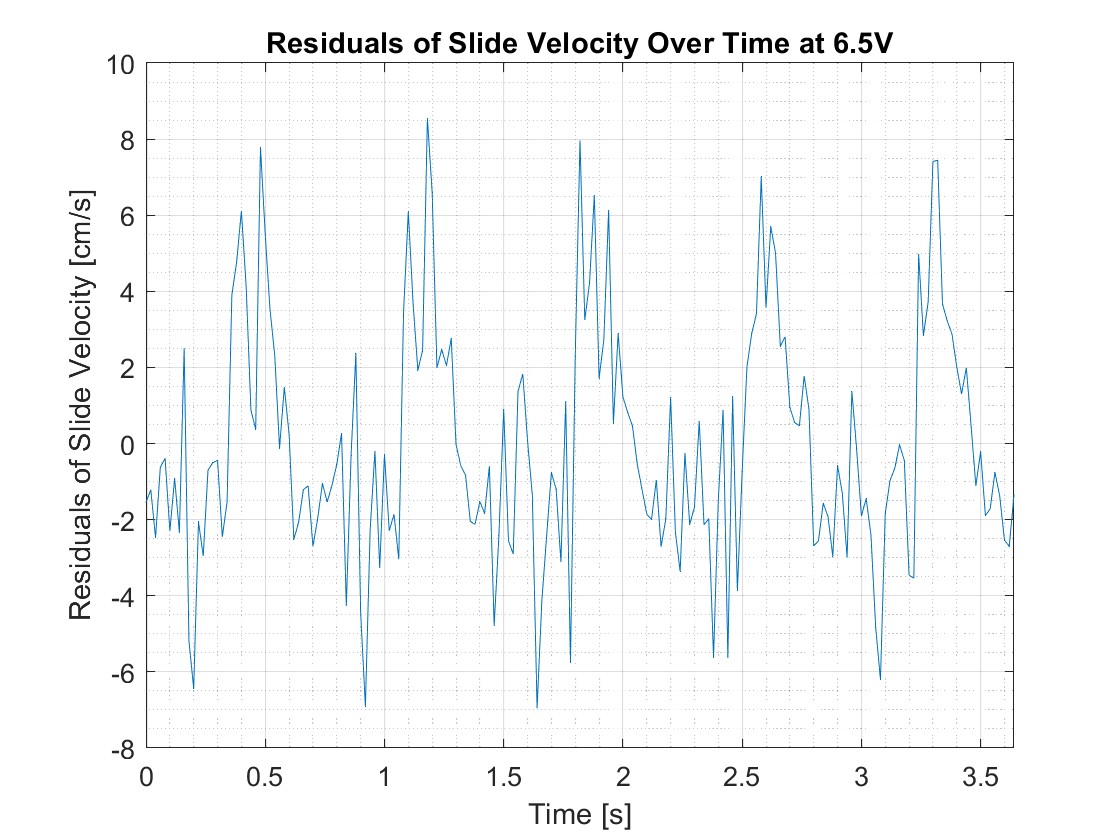 Residuals of Slide Velocity Over Time at 6.5V
10
8
6
4
2
0
-2
-4
-6
-8
Residuals of Slide Velocity [cm/s]
0 0.5 1 1.5 2 2.5 3 3.5
Time [s]